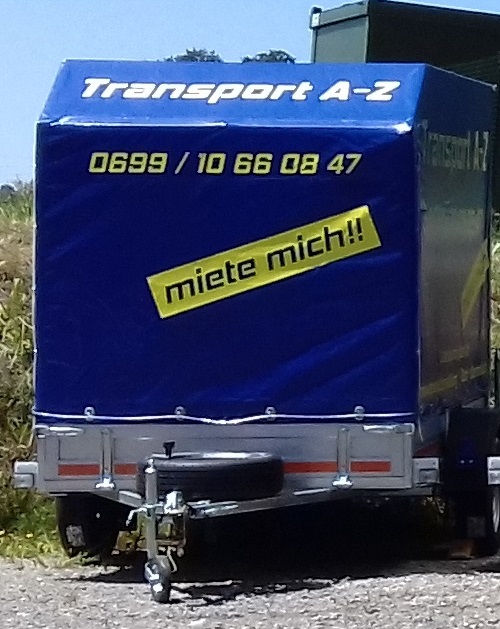 Transport A-Z
0699 / 10 66 08 47
miete mich!!
Transport A-Z